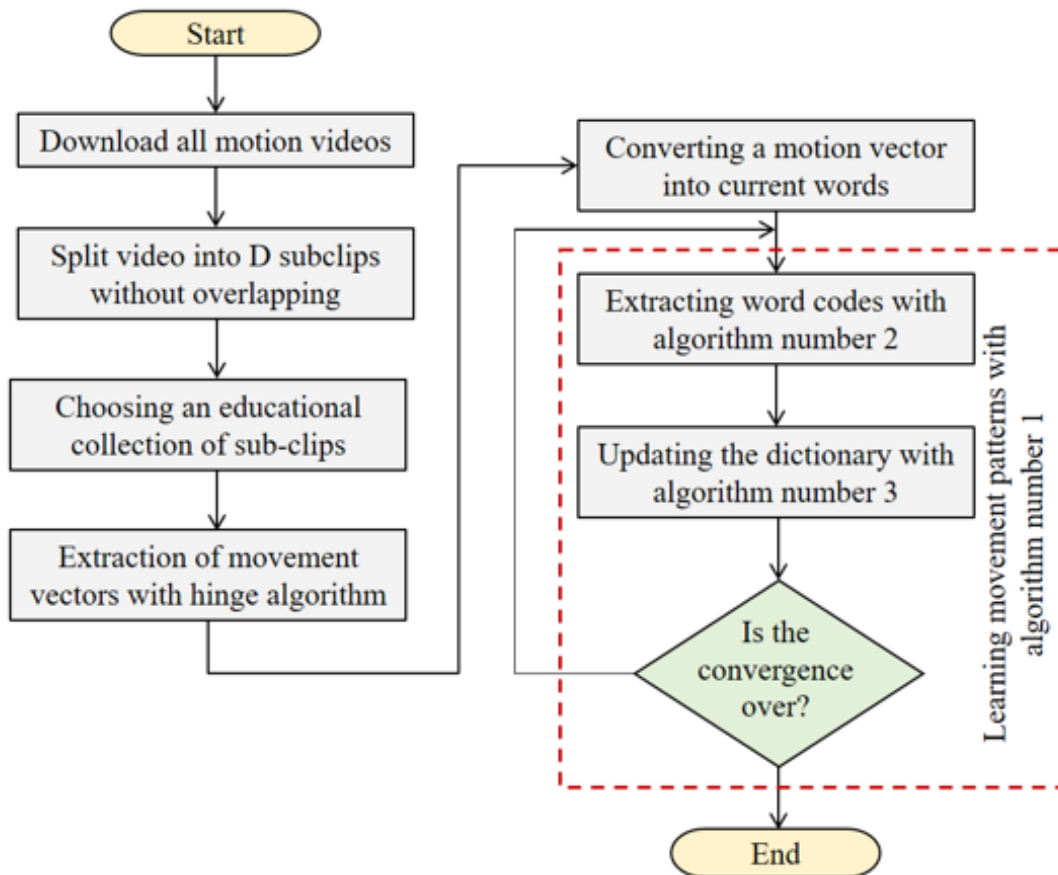 Start
Download all motion videos
Split video into D subclips
without overlapping
Choosing an educational
collection of sub-clips
Extraction of movement
vectors with hinge algorithm
Converting a motion vector
into current words
Extracting word codes with
algorithm number 2
Updating the dictionary with
algorithm number 3
Is the
convergence
over?
Learning movement patterns with
algorithm number 1
End